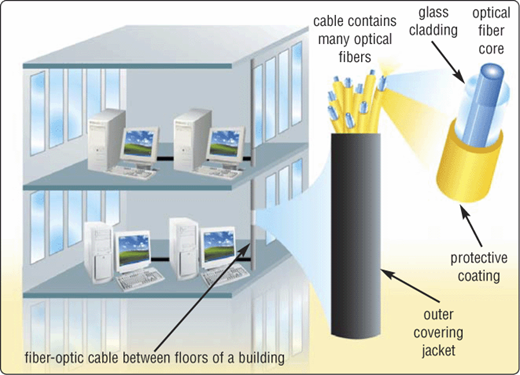 cable contains
many optical
fibers
glass
cladding
optical
fiber
core
protective
coating
outer
covering
jacket
fiber-optic cable between floors of a building